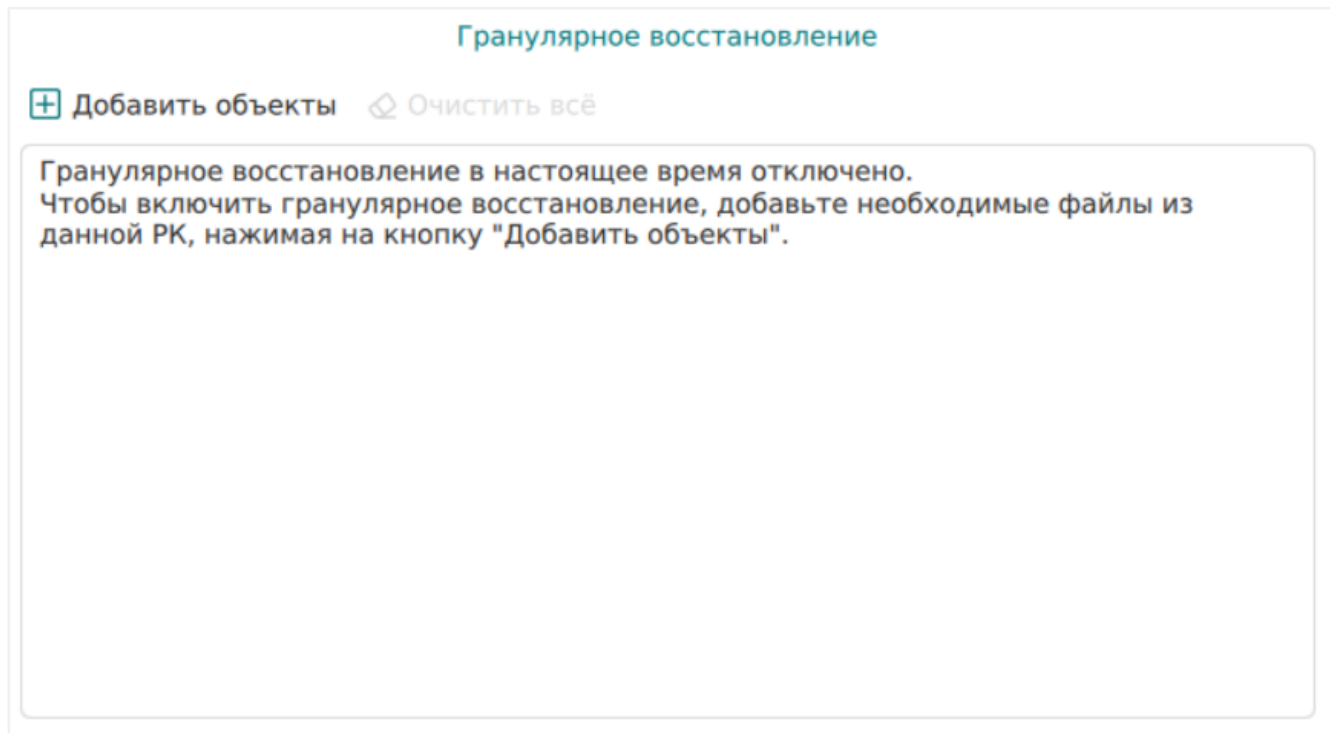 Гранулярное восстановление
Добавить объекты Очистить всё
Гранулярное восстановление в настоящее время отключено.
Чтобы включить гранулярное восстановление, добавьте необходимые файлы из
данной РК, нажимая на кнопку "Добавить объекты".